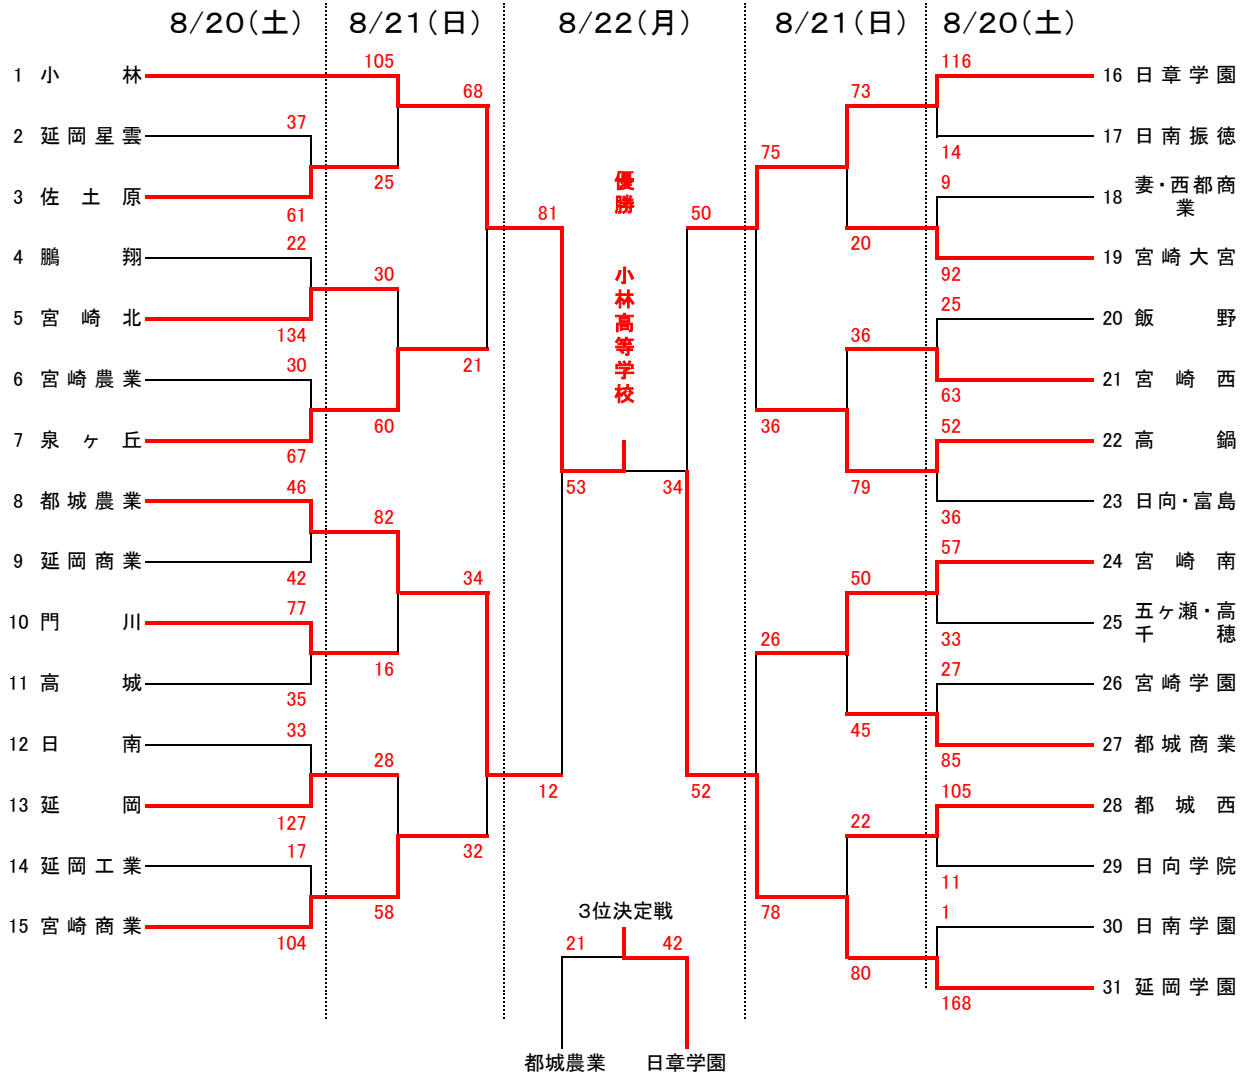 8/20(土) 8/21(日) 8/22(月) 8/21(日) 8/20(土)
105 116
1 小 林 16 日章学園
68 73
37
2 延岡星雲 17 日南振徳
75 14
25 9
優勝 小林高等学校
3 佐土原 18 妻・西都商業
61 81 50
22 20
4 鵬翔 19 宮崎大宮
30 92
25
5 宮崎北 20 飯野
134 36
30 21
6 宮崎農業 21 宮崎西
63
60 36 52
7 泉ヶ丘 22 高鍋
67
46 53 34 79
8 都城農業 23 日向・富島
82 36
57
9 延岡商業 24 宮崎南
42 34 50
77
10 門川 25 五ヶ瀬・高千穂
26 33
16 27
11 高城 26 宮崎学園
35
33 45
12 日南 27 都城商業
28 85
12 52 105
13 延岡 28 都城西
127 22
17 32
14 延岡工業 29 日向学院
11
58 3位決定戦 78 1
15 宮崎商業 30 日南学園
104 21 42
80
31 延岡学園
168
都城農業 日章学園